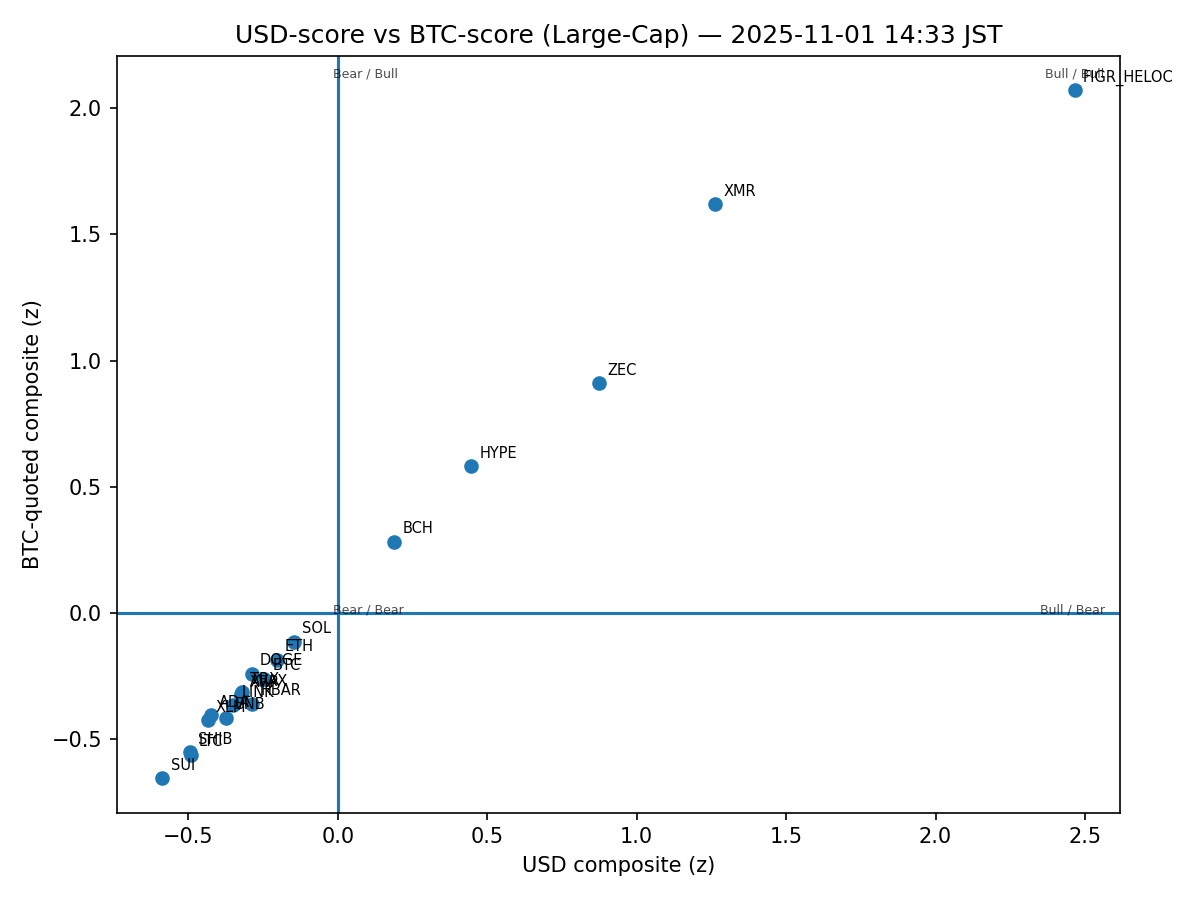 USD-score vs BTC-score (Large-Cap) — 2025-11-01 14:33 JST
Bear / Bull
Bull / Bull
FIGR_HELOC
XMR
ZEC
HYPE
BCH
Bear / Bear
Bull / Bear
SOL
ETH
DOGE
BTC
TRX
HBAR
LINK
ADA
XLM
BNB
SHIB
LTC
SUI
2.0
1.5
1.0
0.5
0.0
−0.5
−0.5
0.0
0.5
1.0
1.5
2.0
2.5
BTC-quoted composite (z)
USD composite (z)